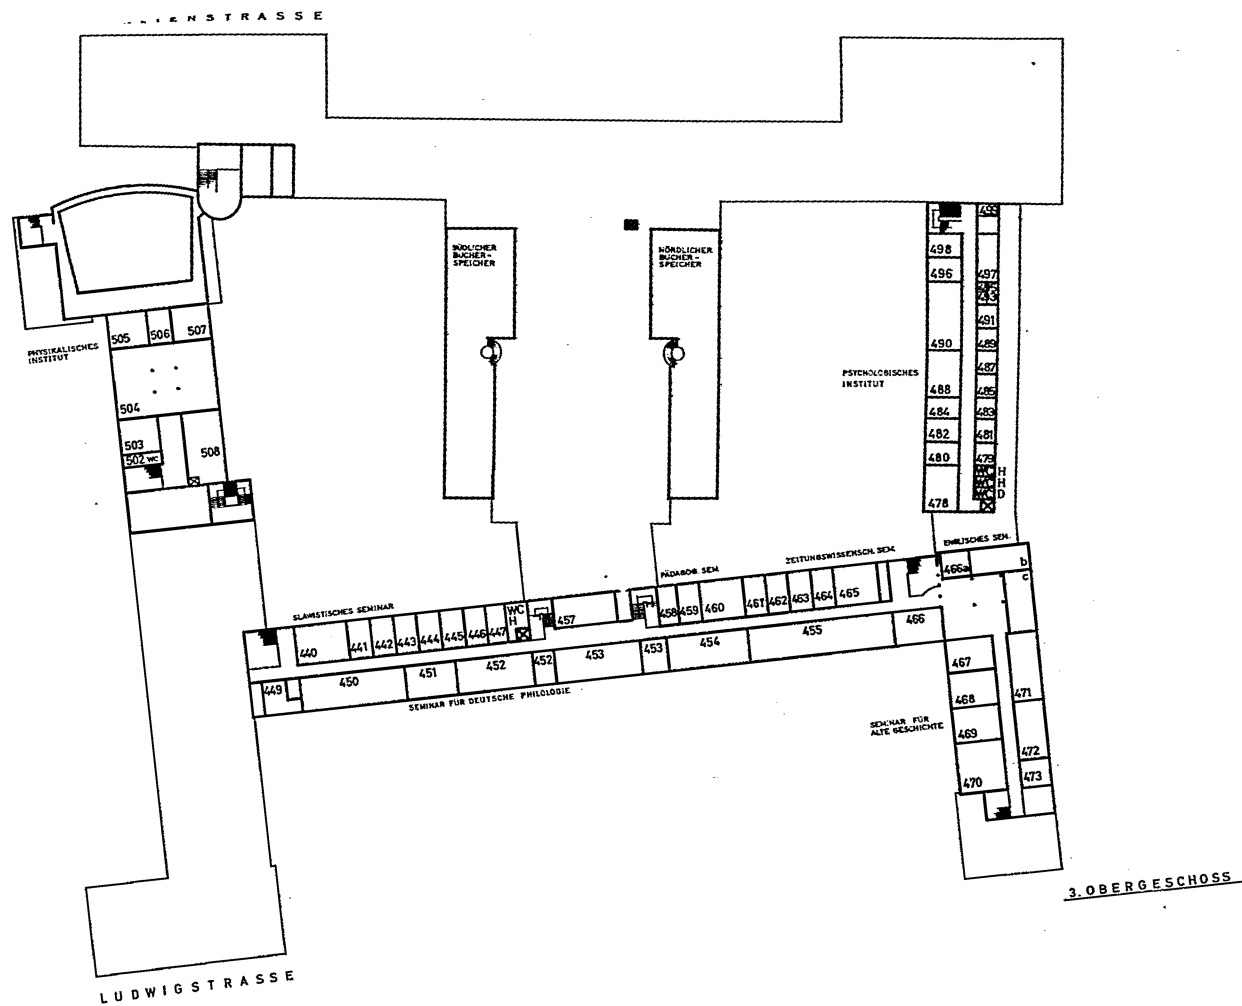 STRASSE
SÜDLICHER
BÜCHER-
SPEICHER
NÖRDLICHER
BÜCHER-
SPEICHER
499
498
496
497
493
491
490
489
487
488
485
484
483
482
481
480
479
478
WC H
WC H
WC D
PSYCHOLOGISCHES
INSTITUT
PHYSIKALISCHES
INSTITUT
505
506
507
504
503
502 WC
508
ENGLISCHES SEM.
466a
b
c
ZEITUNGSWISSENSCH. SEM.
PÄDAGOG. SEM
SLAWISTISCHES SEMINAR
440
441
442
443
444
445
446
447
WC
H
457
458
459
460
461
462
463
464
465
449
450
451
452
452
453
453
454
455
466
SEMINAR FÜR DEUTSCHE PHILOLOGIE
SEMINAR FÜR
ALTE GESCHICHTE
467
468
469
470
471
472
473
3. OBERGESCHOSS
LUDWIGSTRASSE